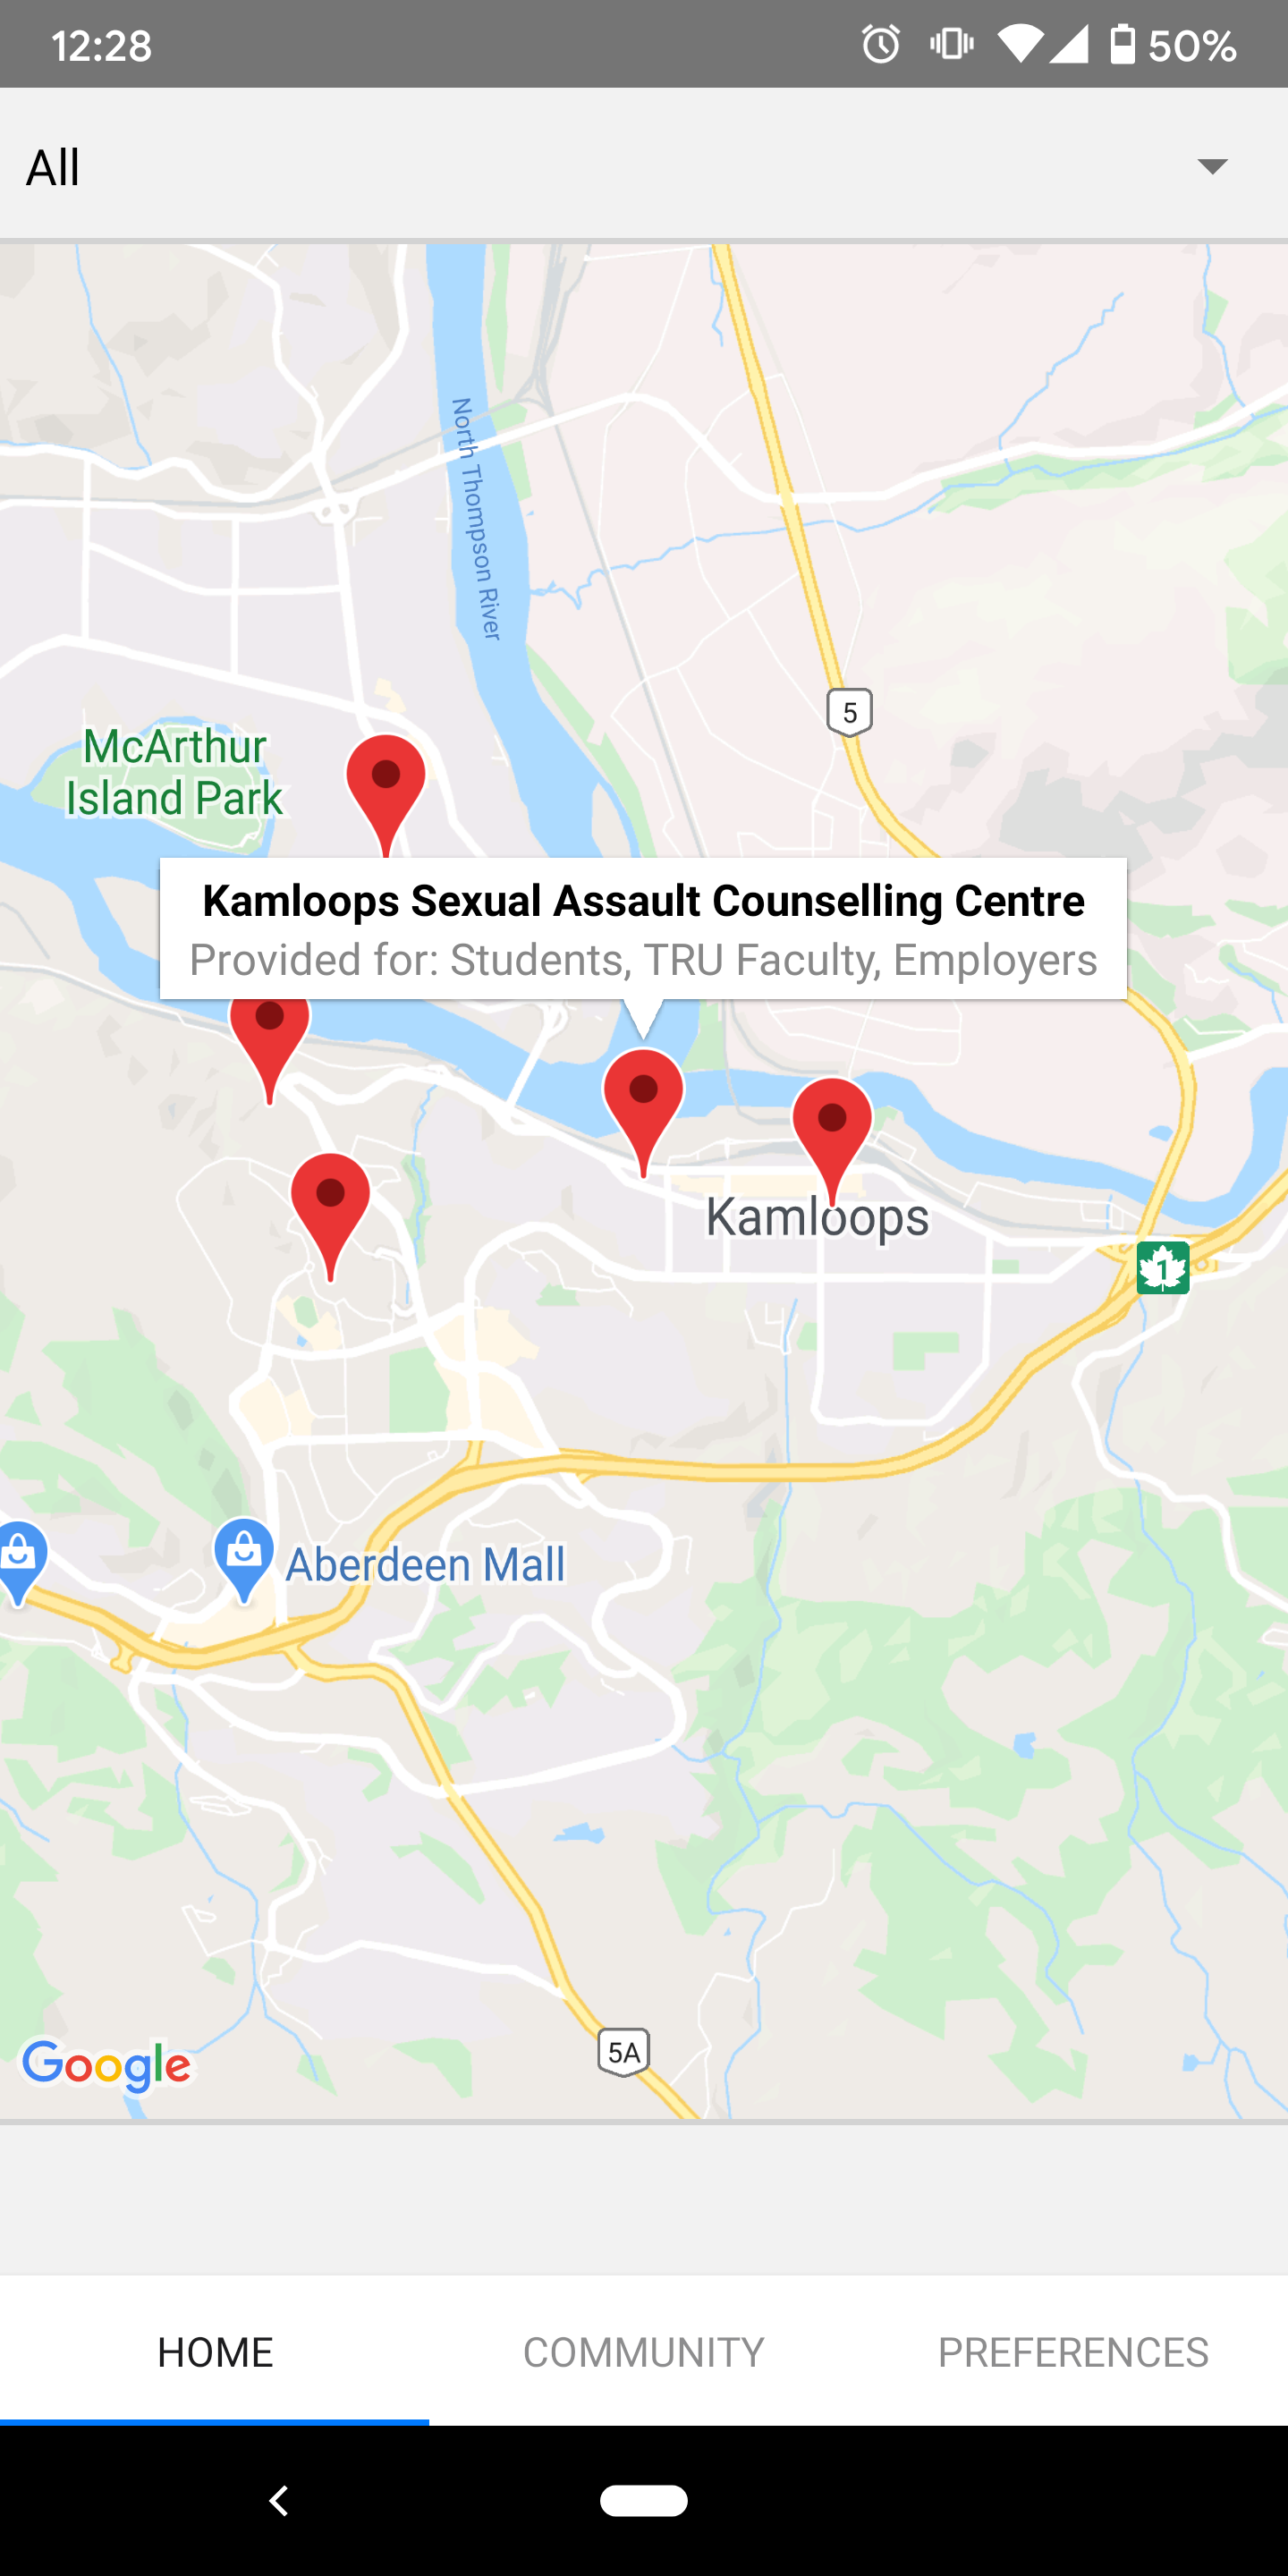 12:28
50%
All
North Thompson River
5
McArthur
Island Park
Kamloops Sexual Assault Counselling Centre
Provided for: Students, TRU Faculty, Employers
Kamloops
1
Aberdeen Mall
5A
Google
HOME
COMMUNITY
PREFERENCES